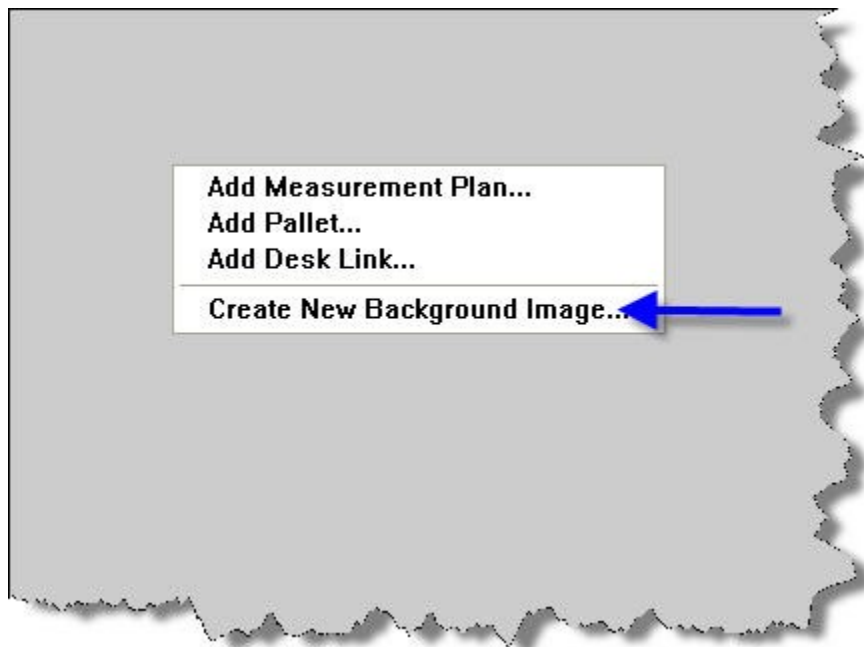 Add Measurement Plan...
Add Pallet...
Add Desk Link...
Create New Background Image...